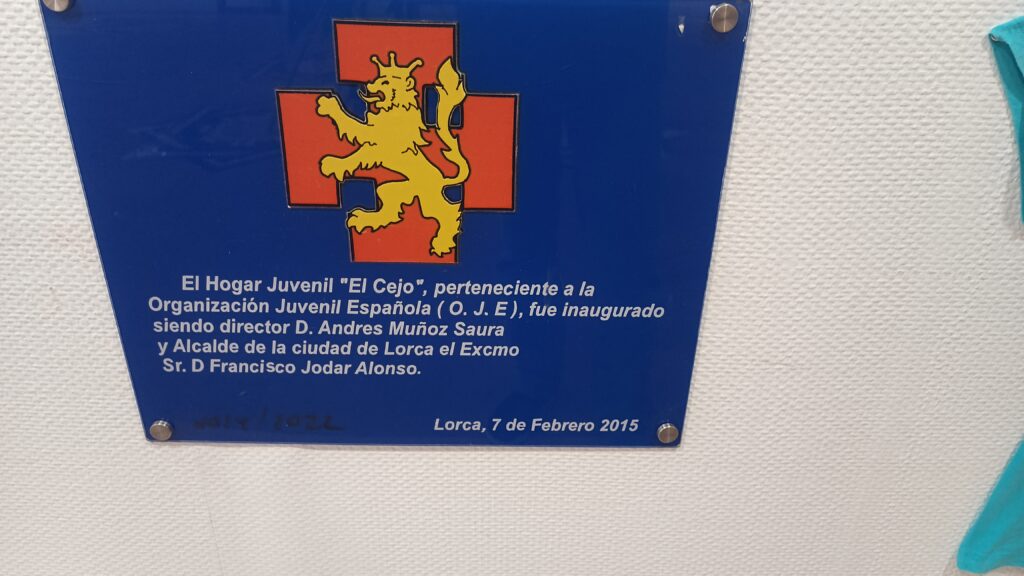 El Hogar Juvenil "El Cejo", perteneciente a la
Organización Juvenil Española ( O. J. E ), fue inaugurado
siendo director D. Andres Muñoz Saura
y Alcalde de la ciudad de Lorca el Excmo
Sr. D Francisco Jodar Alonso.
Lorca, 7 de Febrero 2015